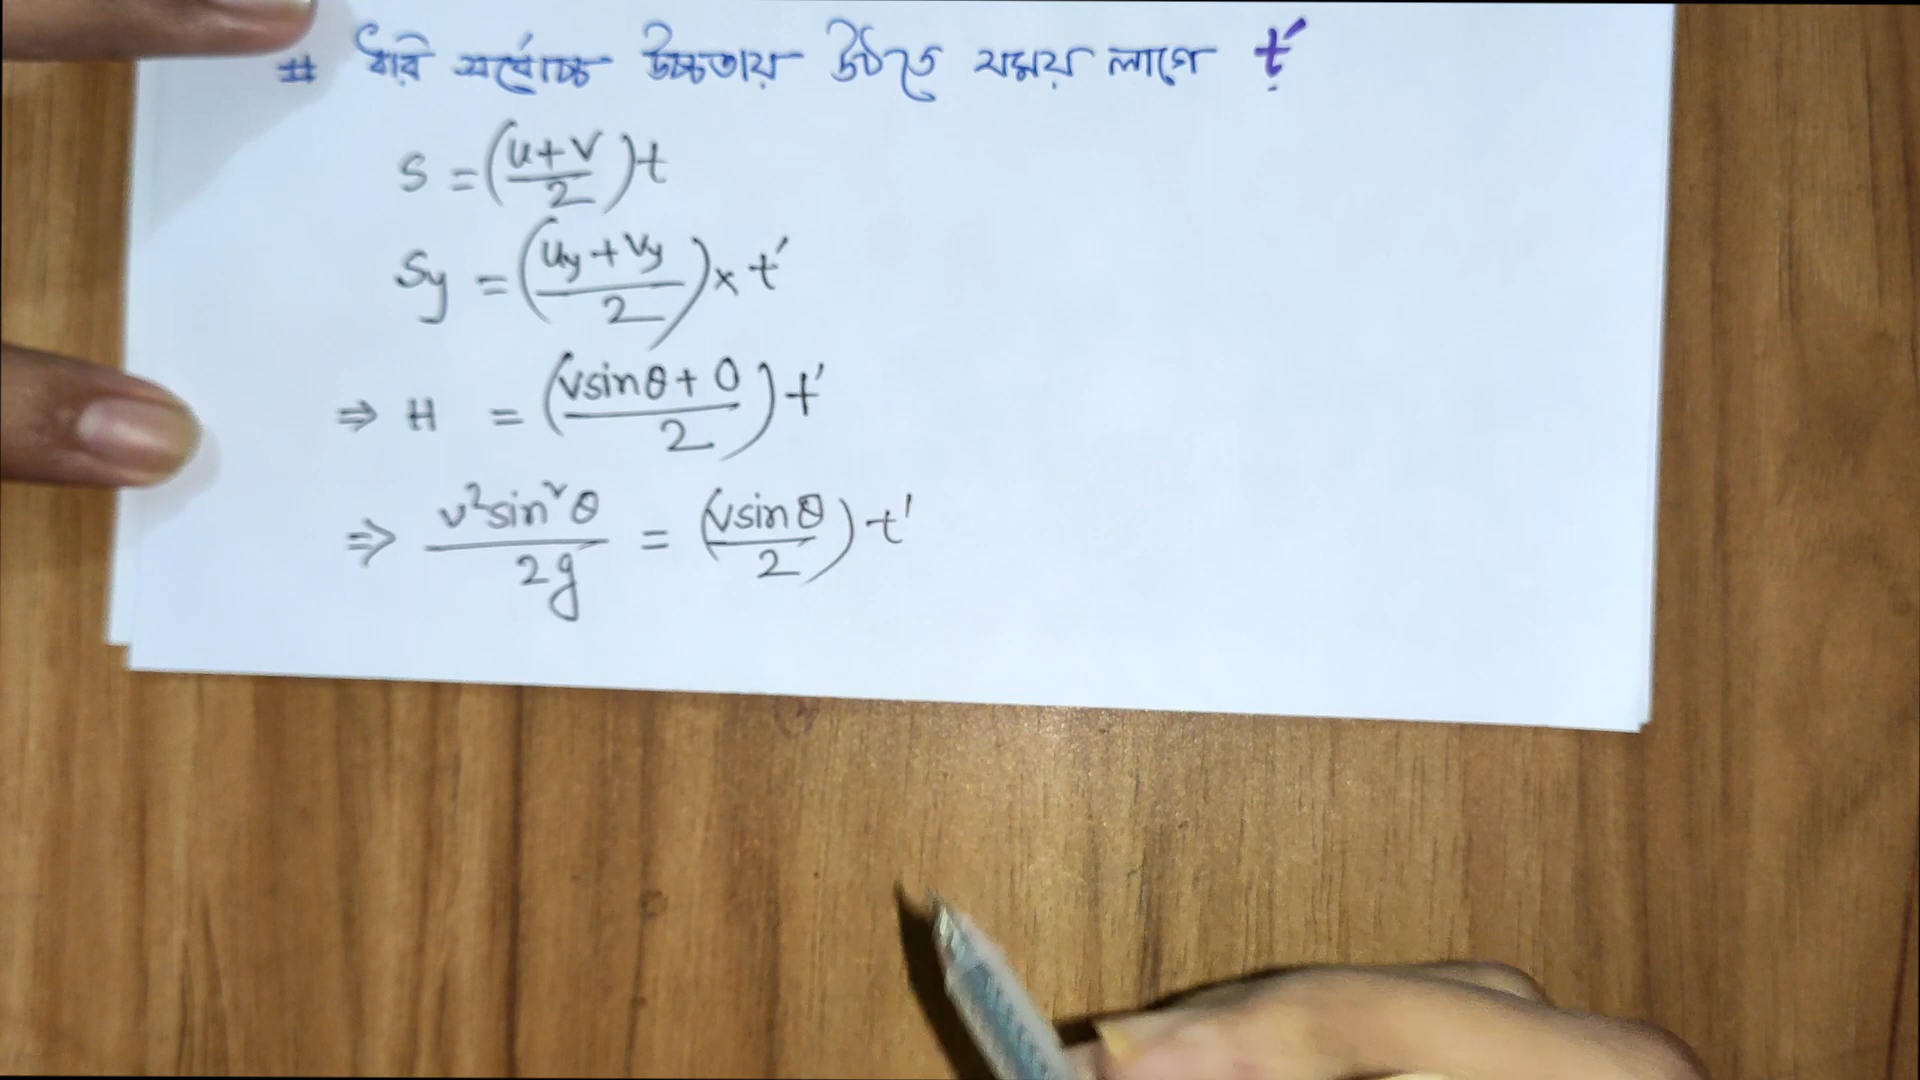 # ধরি সর্বোচ্চ উচ্চতায় উঠতে সময় লাগে t'
S = (u+v/2)t
Sy = (uy+vy/2) x t'
⇒ H = (vsinθ+0/2)t'
⇒ v²sin²θ/2g = (vsinθ/2)t'